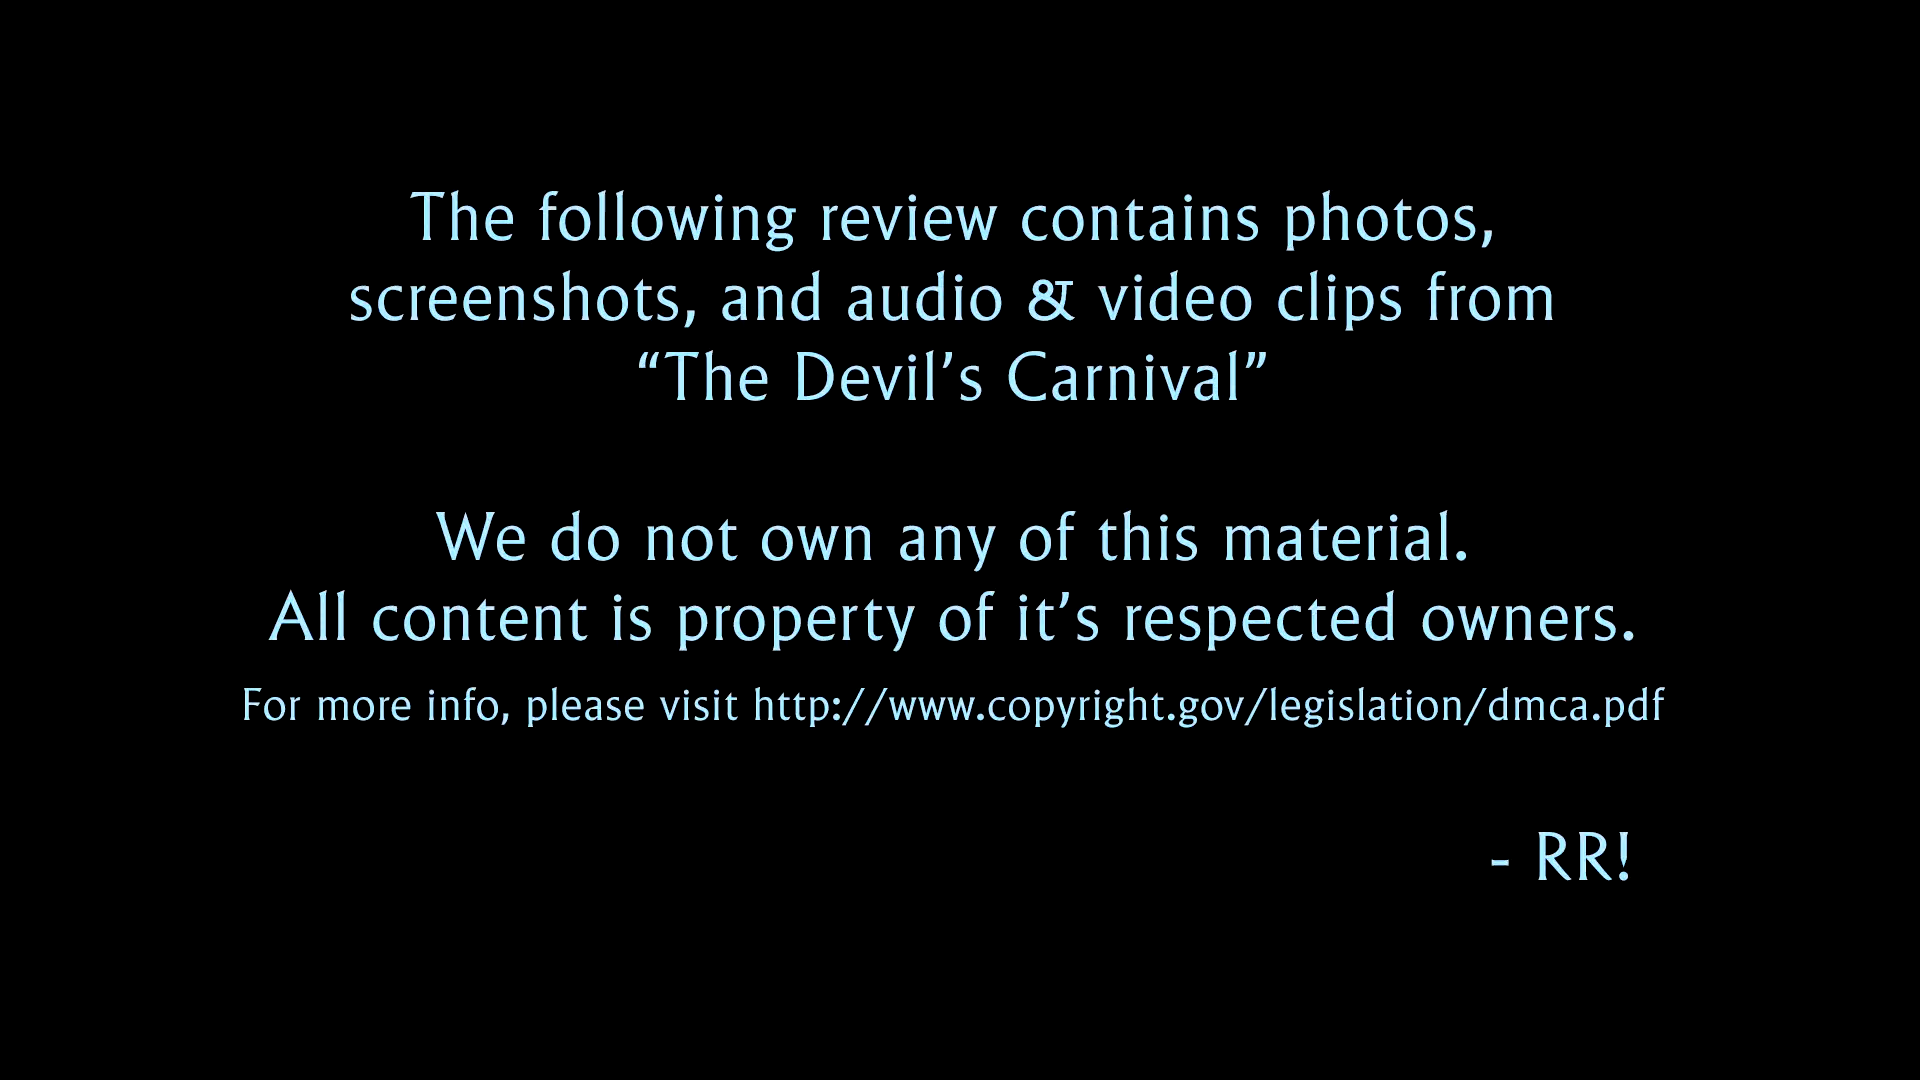 The following review contains photos,
screenshots, and audio & video clips from
“The Devil’s Carnival”
We do not own any of this material.
All content is property of it’s respected owners.
For more info, please visit http://www.copyright.gov/legislation/dmca.pdf
- RR!